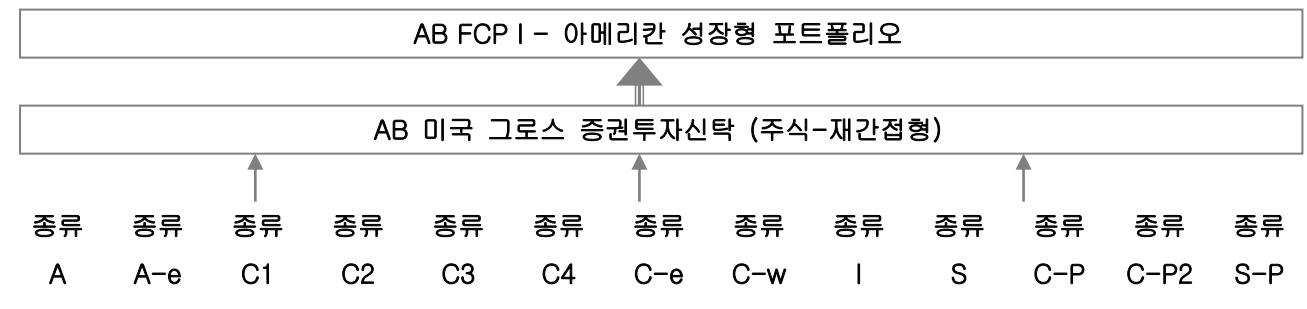 AB FCP I - 아메리칸 성장형 포트폴리오
AB 미국 그로스 증권투자신탁 (주식-재간접형)
종류 종류 종류 종류 종류 종류 종류 종류 종류 종류 종류 종류 종류
A A-e C1 C2 C3 C4 C-e C-w I S C-P C-P2 S-P